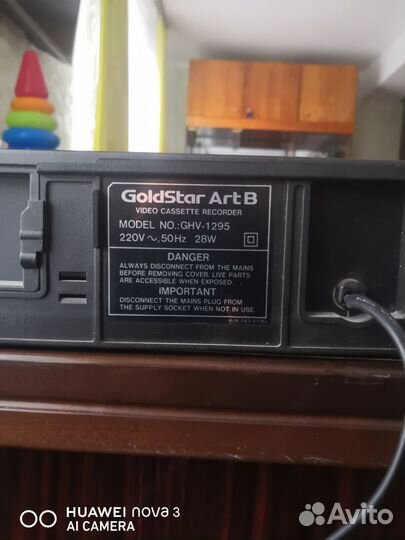 GoldStar Art B
VIDEO CASSETTE RECORDER
MODEL NO.:GHV-1295
220V ~, 50Hz 28W
DANGER
ALWAYS DISCONNECT FROM THE MAINS
BEFORE REMOVING COVER. LIVE PARTS
ARE ACCESSIBLE WHEN EXPOSED.
IMPORTANT
DISCONNECT THE MAINS PLUG FROM
THE SUPPLY SOCKET WHEN NOT IN USE.
P/N
HUAWEI nova 3
AI CAMERA
Avito